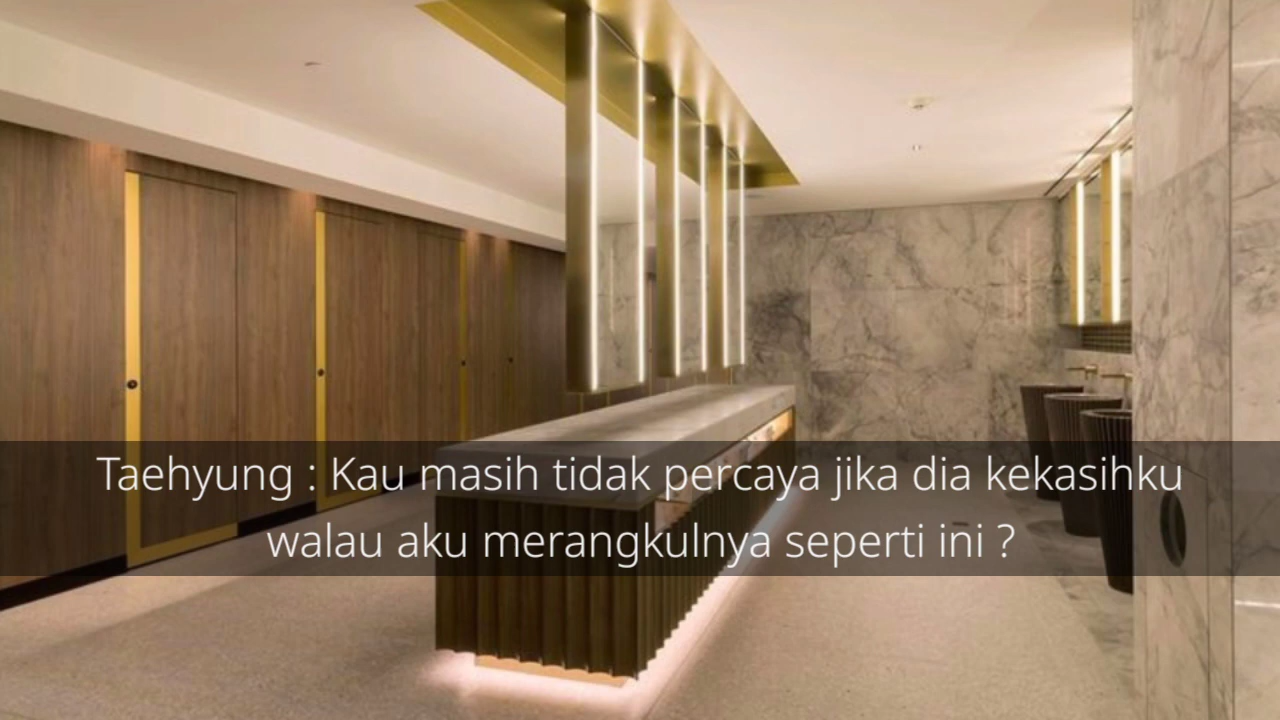 Taehyung : Kau masih tidak percaya jika dia kekasihku
walau aku merangkulnya seperti ini ?